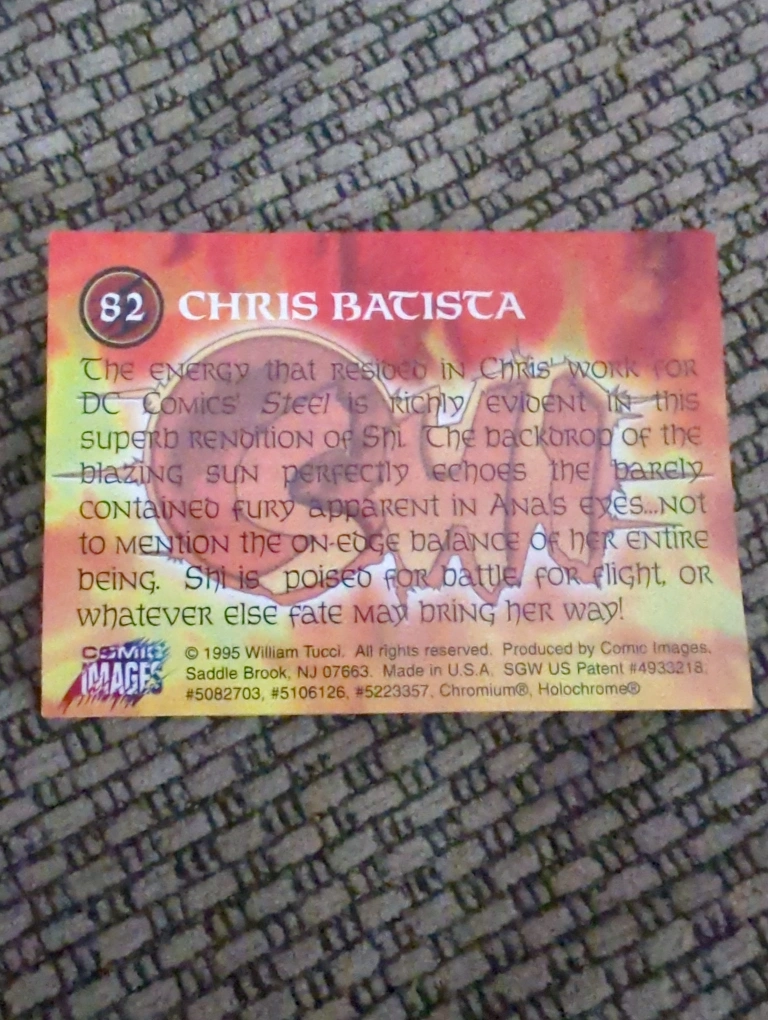 82 CHRIS BATISTA
The energy that resided in Chris' work for
DC Comics' Steel is richly evident in this
superb rendition of Shi. The backdrop of the
blazing sun perfectly echoes the barely
contained fury apparent in Ana's eyes...not
to mention the on-edge balance of her entire
being. Shi is poised for battle, for flight, or
whatever else fate may bring her way!
Shi
COMIC
IMAGES
© 1995 William Tucci. All rights reserved. Produced by Comic Images.
Saddle Brook, NJ 07663. Made in U.S.A. SGW US Patent #4933218,
#5082703, #5106126, #5223357, Chromium®, Holochrome®